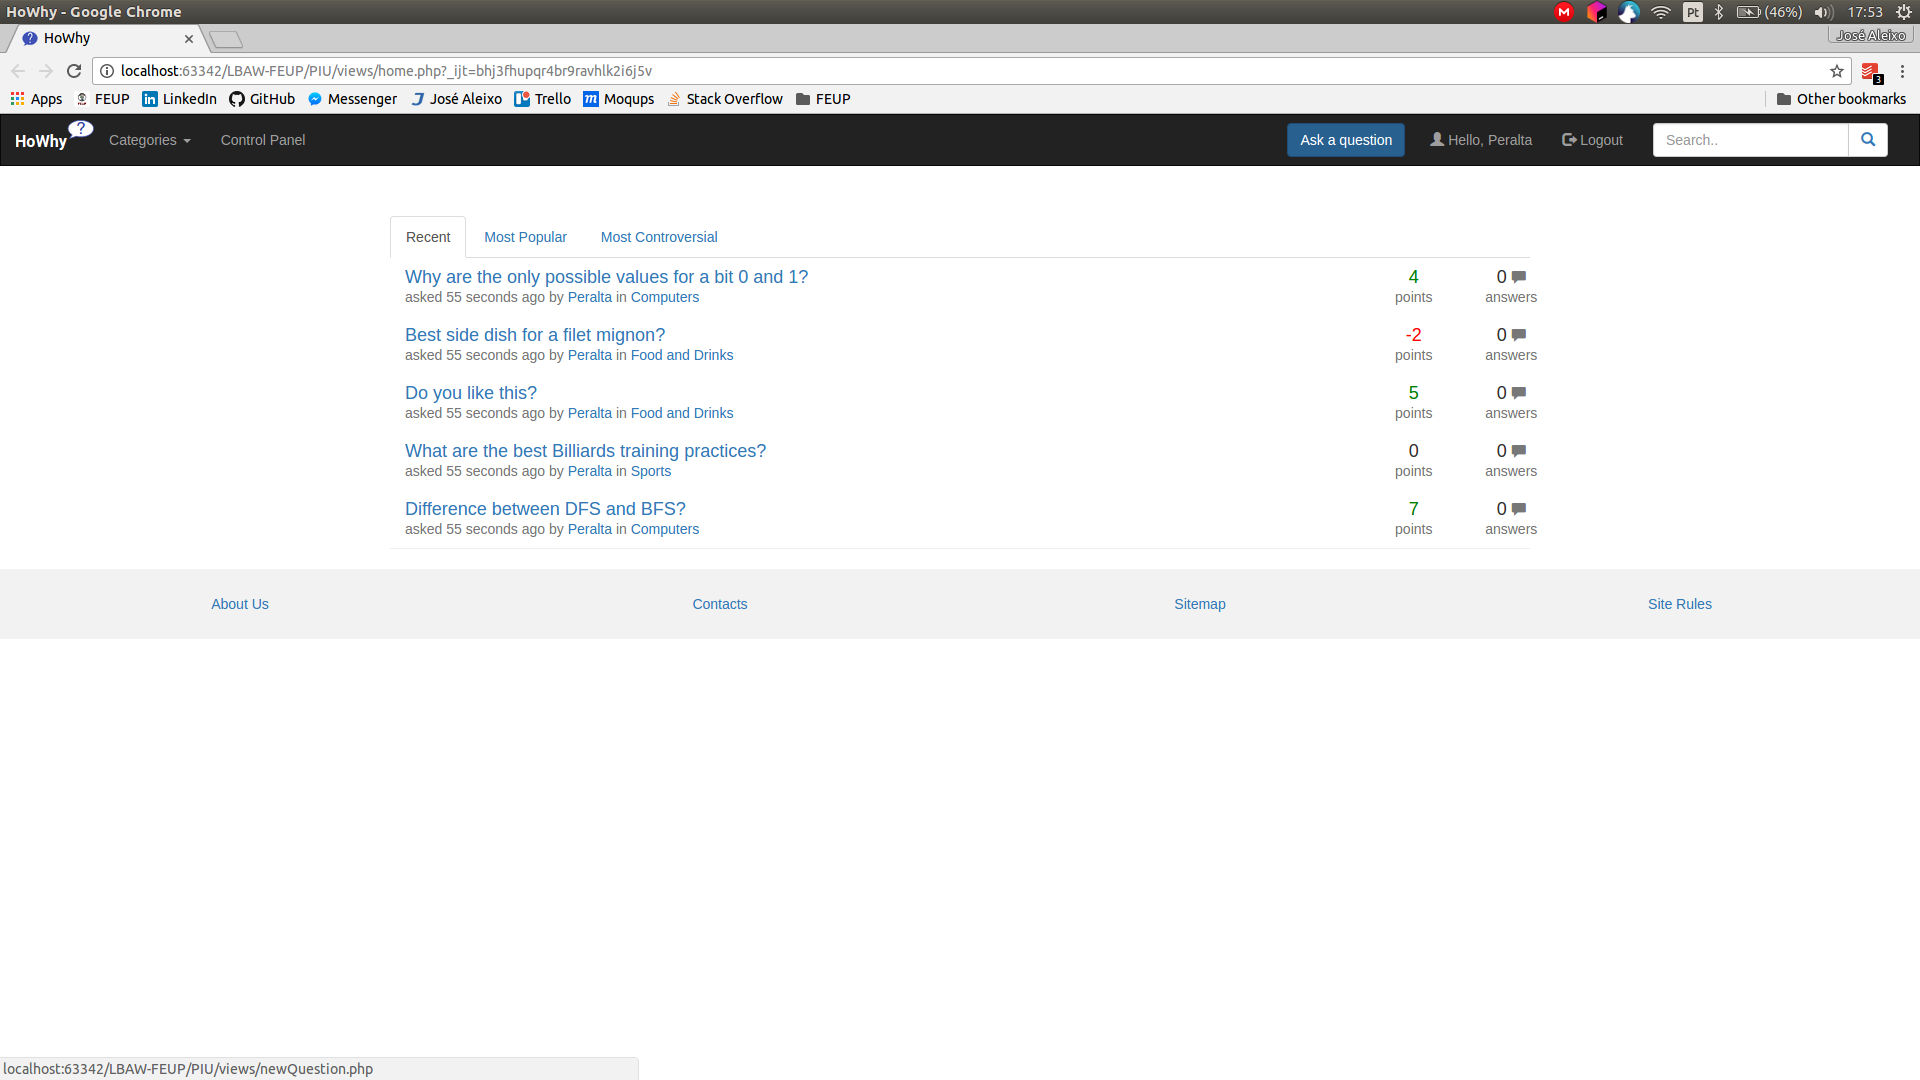 HoWhy - Google Chrome
Pt (46%) 17:53
HoWhy
José Aleixo
localhost:63342/LBAW-FEUP/PIU/views/home.php?_ijt=bhj3fhupqr4br9ravhlk2i6j5v
3
Apps FEUP LinkedIn GitHub Messenger José Aleixo Trello Moqups Stack Overflow FEUP Other bookmarks
HoWhy ? Categories Control Panel Ask a question Hello, Peralta Logout Search..
Recent Most Popular Most Controversial
Why are the only possible values for a bit 0 and 1? 4 0
asked 55 seconds ago by Peralta in Computers points answers
Best side dish for a filet mignon? -2 0
asked 55 seconds ago by Peralta in Food and Drinks points answers
Do you like this? 5 0
asked 55 seconds ago by Peralta in Food and Drinks points answers
What are the best Billiards training practices? 0 0
asked 55 seconds ago by Peralta in Sports points answers
Difference between DFS and BFS? 7 0
asked 55 seconds ago by Peralta in Computers points answers
About Us Contacts Sitemap Site Rules
localhost:63342/LBAW-FEUP/PIU/views/newQuestion.php